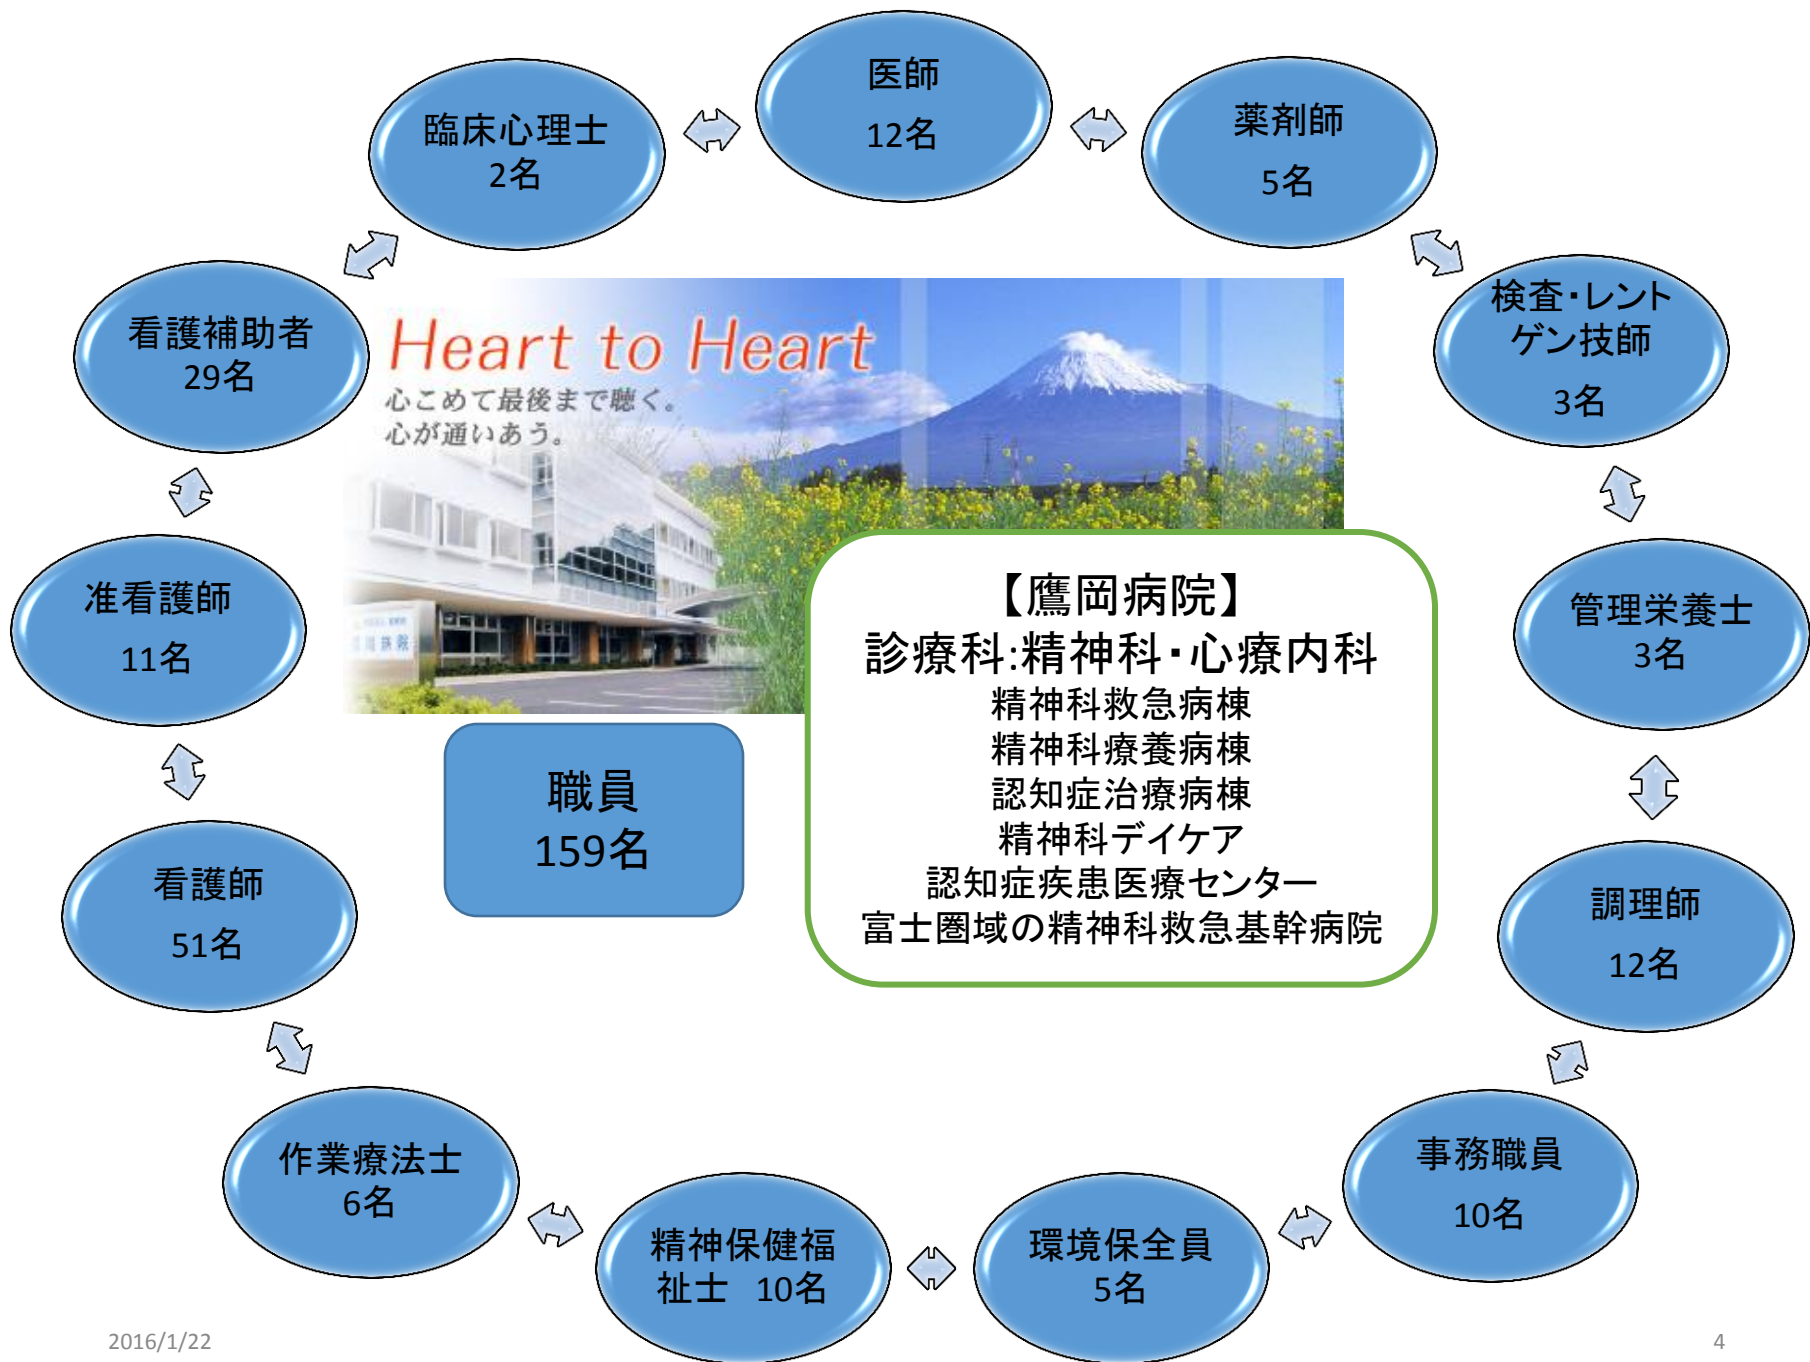 医師
12名
薬剤師
5名
検査・レント
ゲン技師
3名
管理栄養士
3名
調理師
12名
事務職員
10名
環境保全員
5名
精神保健福
祉士 10名
作業療法士
6名
看護師
51名
准看護師
11名
看護補助者
29名
臨床心理士
2名
Heart to Heart
心こめて最後まで聴く。
心が通いあう。
職員
159名
【鷹岡病院】
診療科:精神科・心療内科
精神科救急病棟
精神科療養病棟
認知症治療病棟
精神科デイケア
認知症疾患医療センター
富士圏域の精神科救急基幹病院
2016/1/22
4